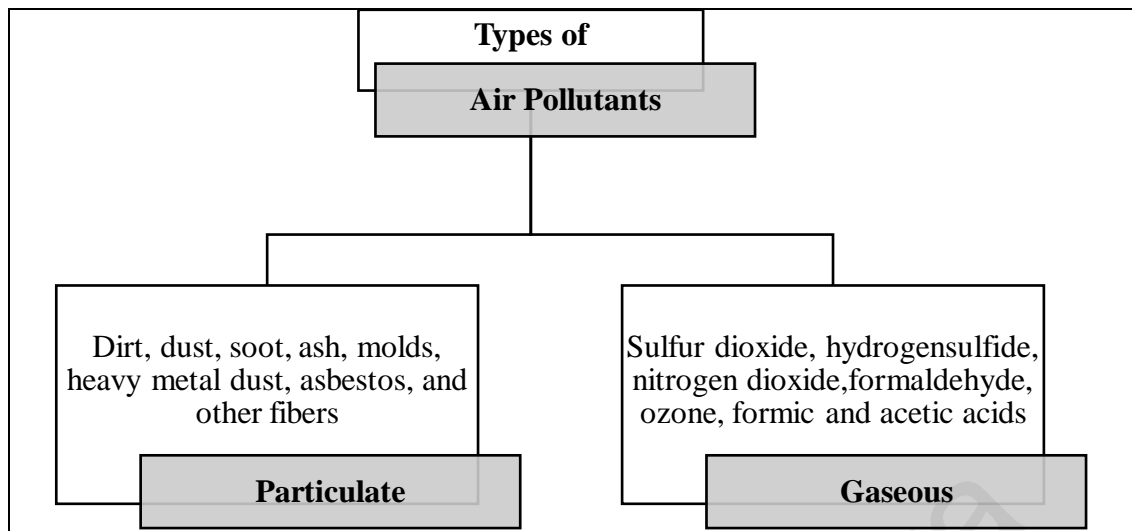 Types of
Air Pollutants
Dirt, dust, soot, ash, molds,
heavy metal dust, asbestos, and
other fibers
Particulate
Sulfur dioxide, hydrogensulfide,
nitrogen dioxide,formaldehyde,
ozone, formic and acetic acids
Gaseous